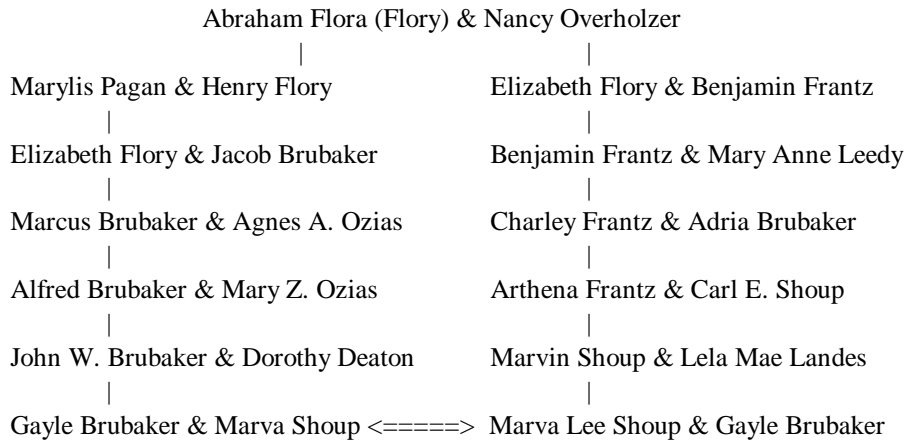 Abraham Flora (Flory) & Nancy Overholzer
| |
Marylis Pagan & Henry Flory Elizabeth Flory & Benjamin Frantz
| |
Elizabeth Flory & Jacob Brubaker Benjamin Frantz & Mary Anne Leedy
| |
Marcus Brubaker & Agnes A. Ozias Charley Frantz & Adria Brubaker
| |
Alfred Brubaker & Mary Z. Ozias Arthena Frantz & Carl E. Shoup
| |
John W. Brubaker & Dorothy Deaton Marvin Shoup & Lela Mae Landes
| |
Gayle Brubaker & Marva Shoup <=====> Marva Lee Shoup & Gayle Brubaker